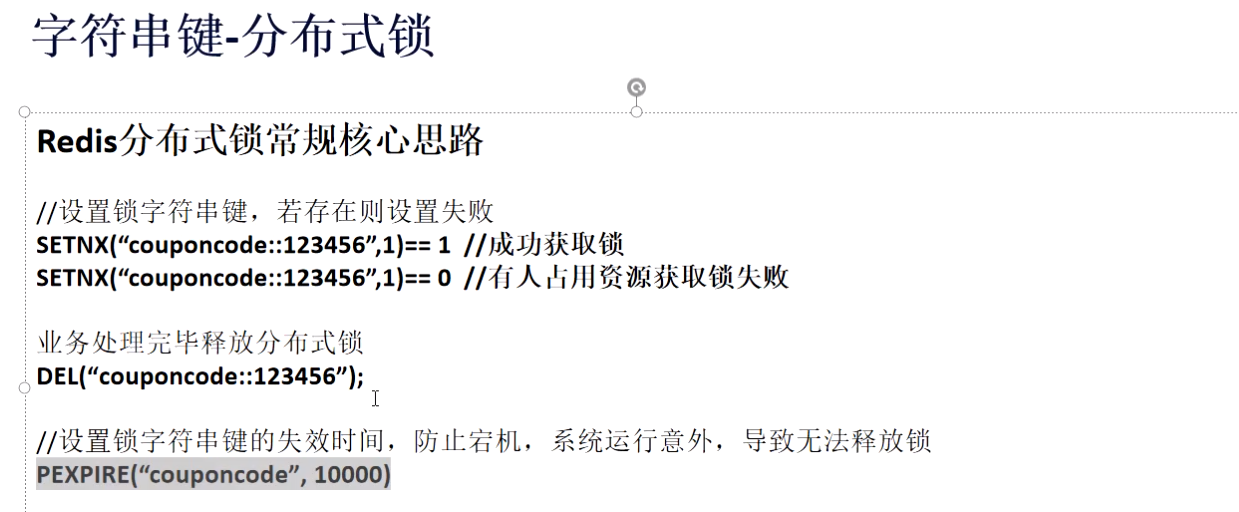 字符串键-分布式锁
Redis分布式锁常规核心思路
//设置锁字符串键，若存在则设置失败
SETNX(“couponcode::123456”,1)== 1 //成功获取锁
SETNX(“couponcode::123456”,1)== 0 //有人占用资源获取锁失败
业务处理完毕释放分布式锁
DEL(“couponcode::123456”);
//设置锁字符串键的失效时间，防止宕机，系统运行意外，导致无法释放锁
PEXPIRE(“couponcode”, 10000)